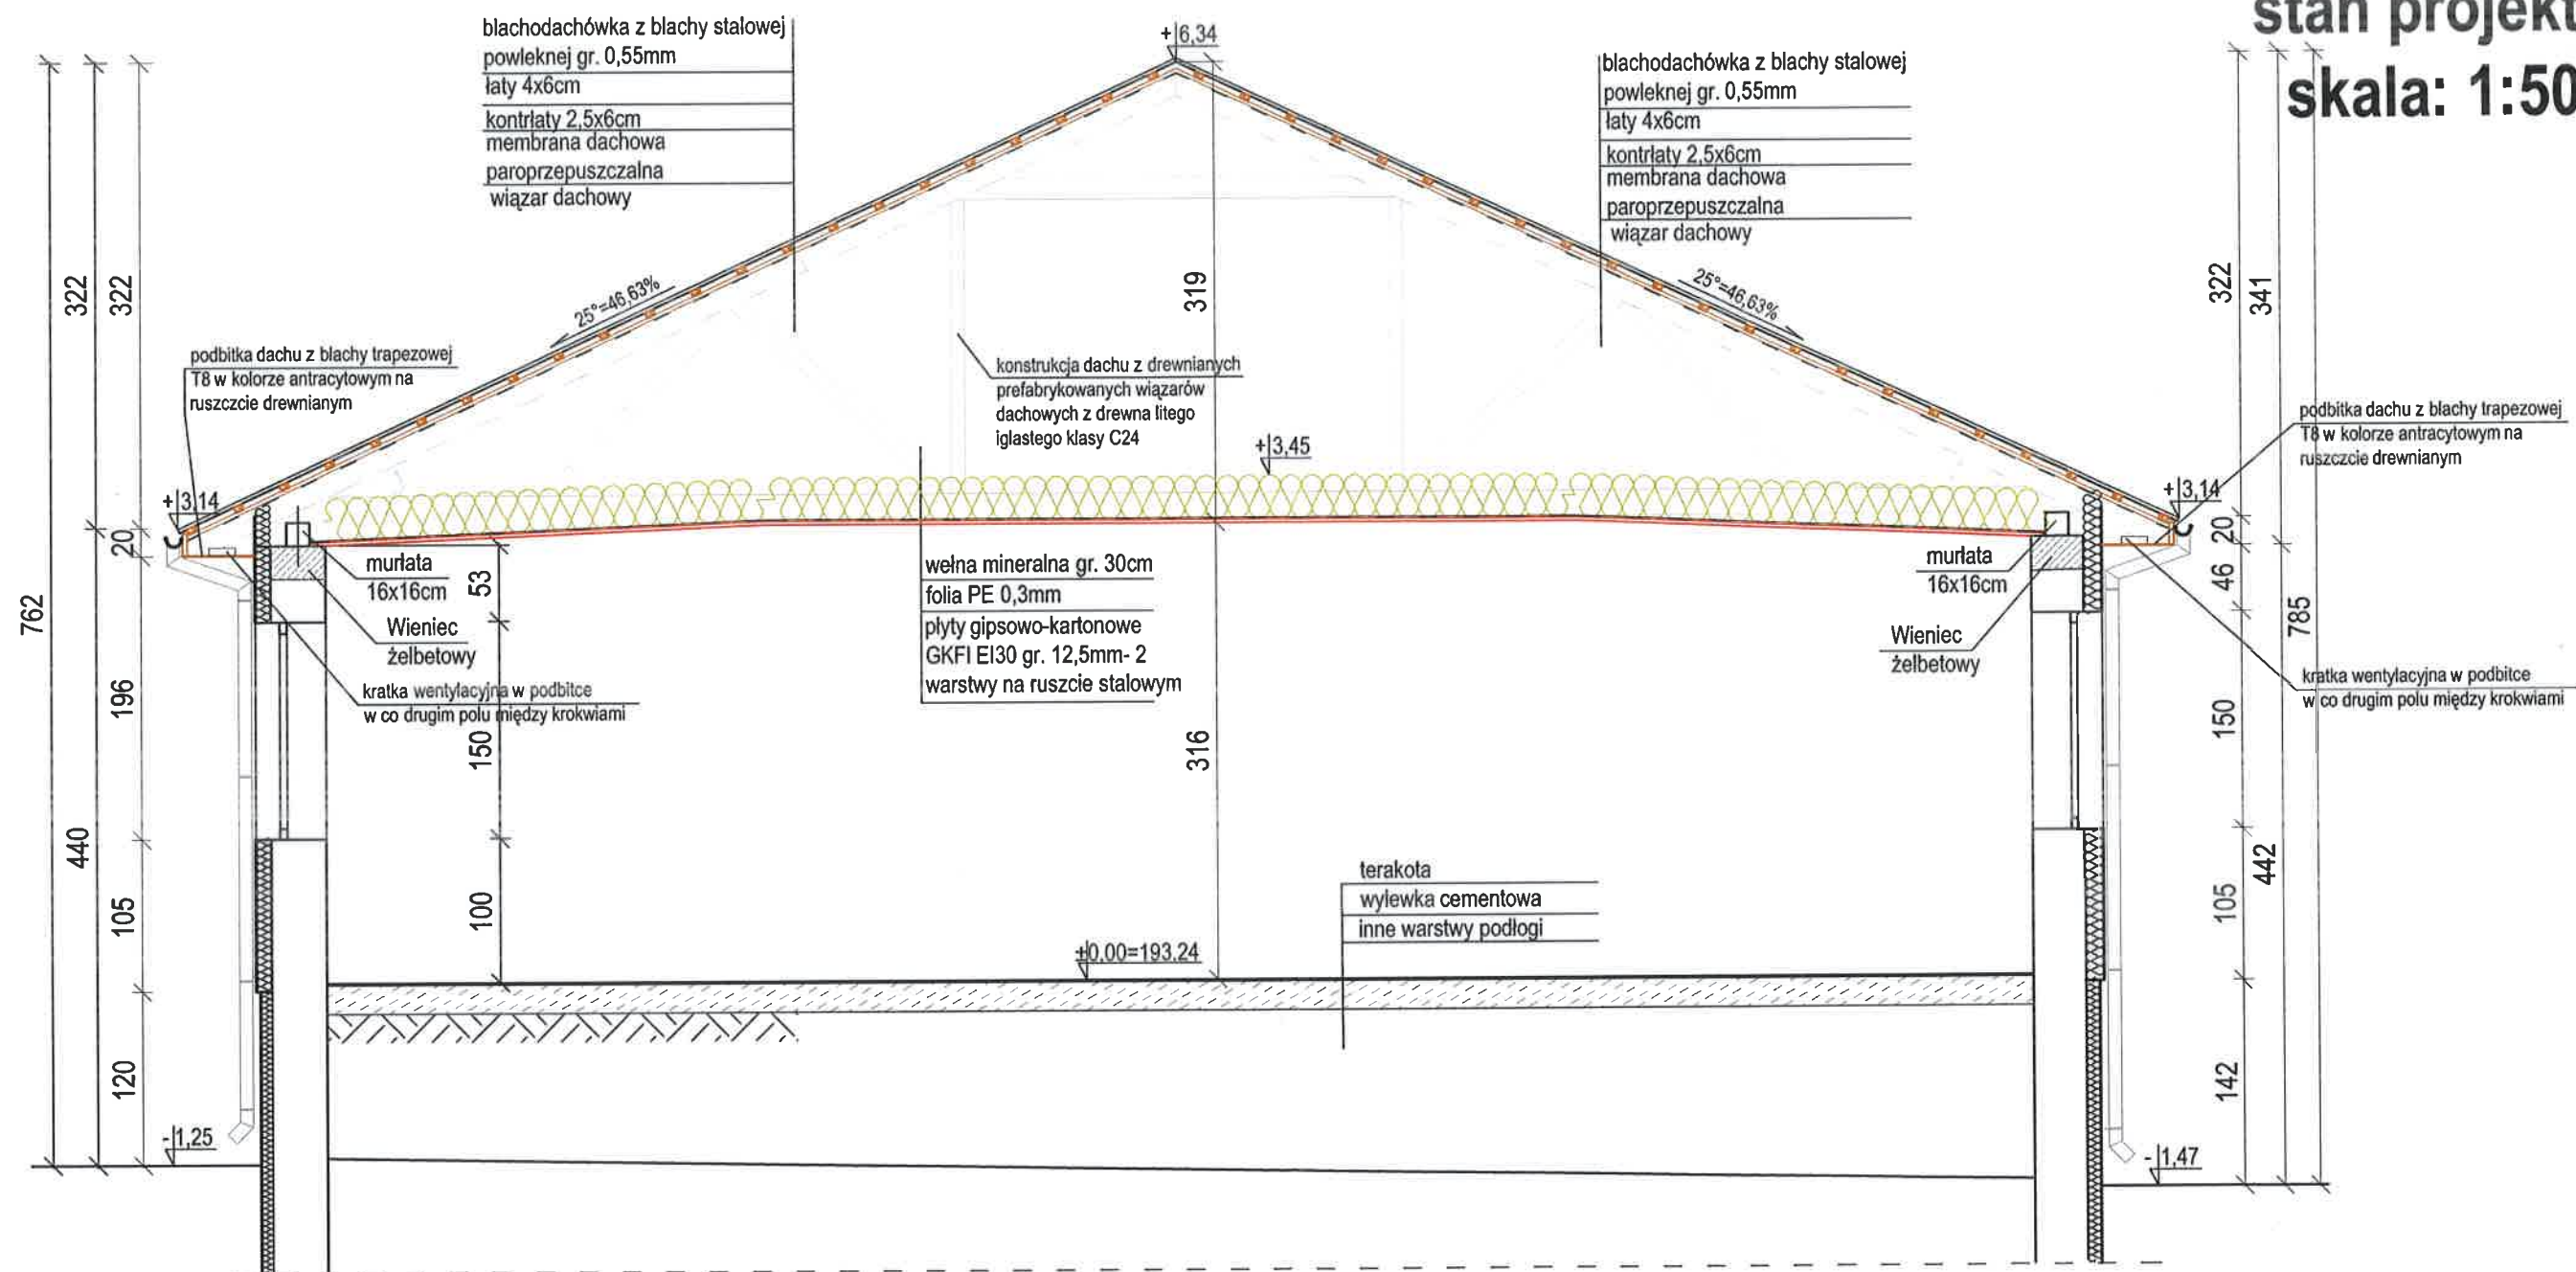 stan projekt
skala: 1:50
blachodachówka z blachy stalowej
powleknej gr. 0,55mm
łaty 4x6cm
kontrłaty 2,5x6cm
membrana dachowa
paroprzepuszczalna
wiązar dachowy
+6,34
blachodachówka z blachy stalowej
powleknej gr. 0,55mm
łaty 4x6cm
kontrłaty 2,5x6cm
membrana dachowa
paroprzepuszczalna
wiązar dachowy
25°=46,63%
25°=46,63%
322
322
319
322
341
podbitka dachu z blachy trapezowej
T8 w kolorze antracytowym na
ruszczcie drewnianym
konstrukcja dachu z drewnianych
prefabrykowanych wiązarów
dachowych z drewna litego
iglastego klasy C24
podbitka dachu z blachy trapezowej
T8 w kolorze antracytowym na
ruszczcie drewnianym
+3,45
+3,14
+3,14
20
20
murłata
16x16cm
53
Wieniec
żelbetowy
kratka wentylacyjna w podbitce
w co drugim polu między krokwiami
wełna mineralna gr. 30cm
folia PE 0,3mm
płyty gipsowo-kartonowe
GKFI EI30 gr. 12,5mm- 2
warstwy na ruszcie stalowym
murłata
16x16cm
Wieniec
żelbetowy
46
785
kratka wentylacyjna w podbitce
w co drugim polu między krokwiami
762
196
150
316
150
440
105
100
442
105
terakota
wylewka cementowa
inne warstwy podłogi
±0,00=193,24
120
142
-1,25
-1,47